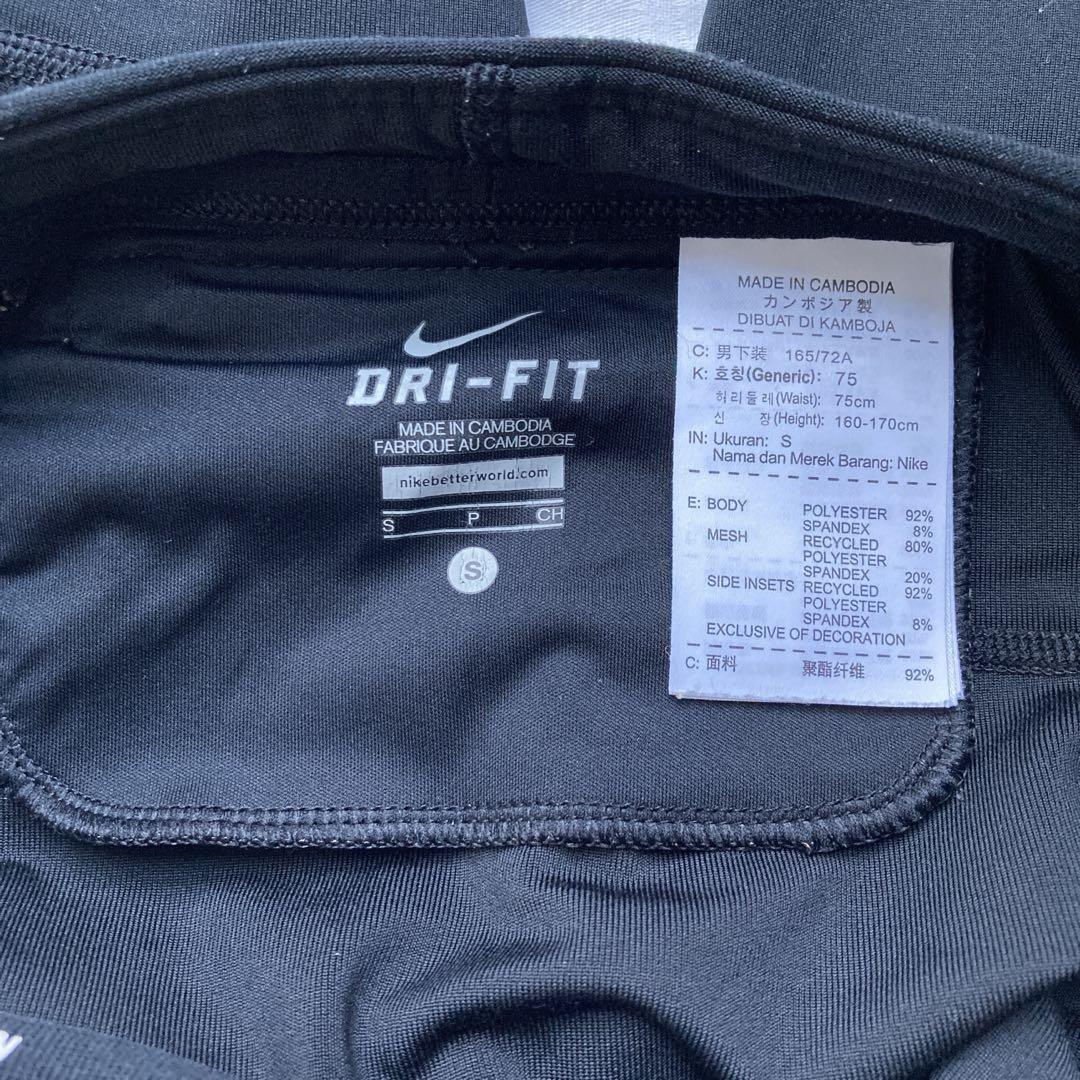 DRI-FIT
MADE IN CAMBODIA
FABRIQUE AU CAMBODGE
nikebetterworld.com
S P CH
S
MADE IN CAMBODIA
カンボジア製
DIBUAT DI KAMBOJA
C: 男下装 165/72A
K: 호칭(Generic): 75
허리둘레(Waist): 75cm
신 장(Height): 160-170cm
IN: Ukuran: S
Nama dan Merek Barang: Nike
E: BODY POLYESTER 92%
SPANDEX 8%
MESH RECYCLED 80%
POLYESTER
SPANDEX 20%
SIDE INSETS RECYCLED 92%
POLYESTER
SPANDEX 8%
EXCLUSIVE OF DECORATION
C: 面料 聚酯纤维 92%